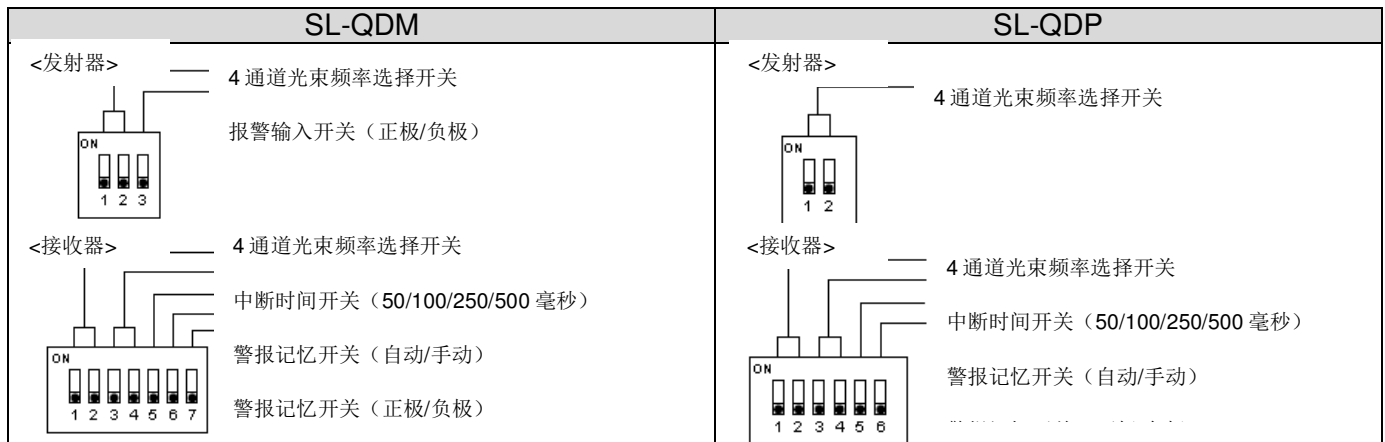 SL-QDM
SL-QDP
<发射器>
4 通道光束频率选择开关
报警输入开关（正极/负极）
ON
1 2 3
<接收器>
4 通道光束频率选择开关
中断时间开关（50/100/250/500 毫秒）
警报记忆开关（自动/手动）
警报记忆开关（正极/负极）
ON
1 2 3 4 5 6 7
<发射器>
4 通道光束频率选择开关
ON
1 2
<接收器>
4 通道光束频率选择开关
中断时间开关（50/100/250/500 毫秒）
警报记忆开关（自动/手动）
ON
1 2 3 4 5 6